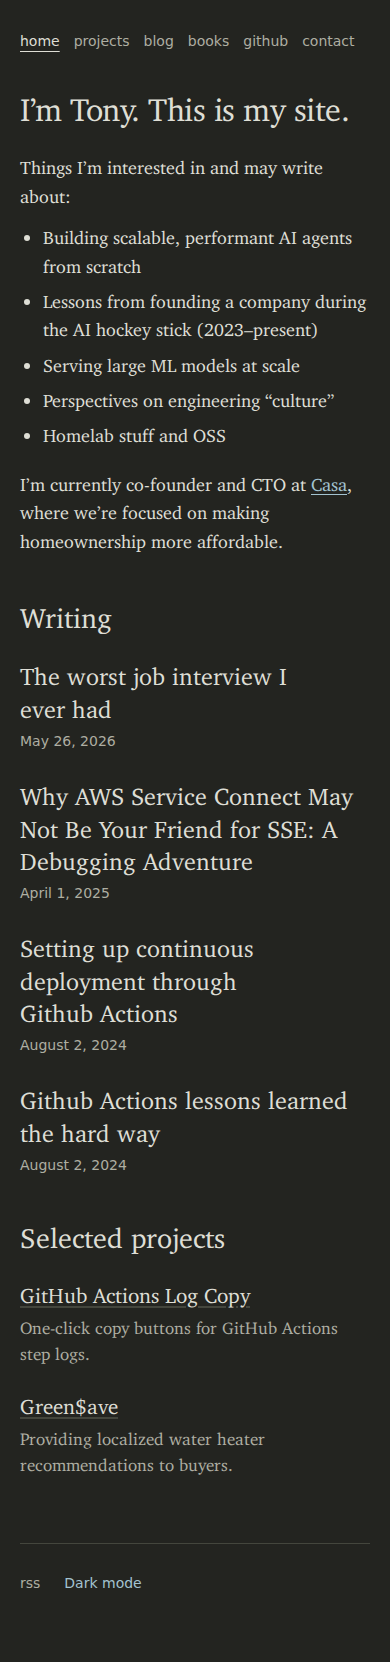 home projects blog books github contact
I’m Tony. This is my site.
Things I’m interested in and may write
about:
• Building scalable, performant AI agents
from scratch
• Lessons from founding a company during
the AI hockey stick (2023–present)
• Serving large ML models at scale
• Perspectives on engineering “culture”
• Homelab stuff and OSS
I’m currently co-founder and CTO at Casa,
where we’re focused on making
homeownership more affordable.
Writing
The worst job interview I
ever had
May 26, 2026
Why AWS Service Connect May
Not Be Your Friend for SSE: A
Debugging Adventure
April 1, 2025
Setting up continuous
deployment through
Github Actions
August 2, 2024
Github Actions lessons learned
the hard way
August 2, 2024
Selected projects
GitHub Actions Log Copy
One-click copy buttons for GitHub Actions
step logs.
Green$ave
Providing localized water heater
recommendations to buyers.
rss Dark mode